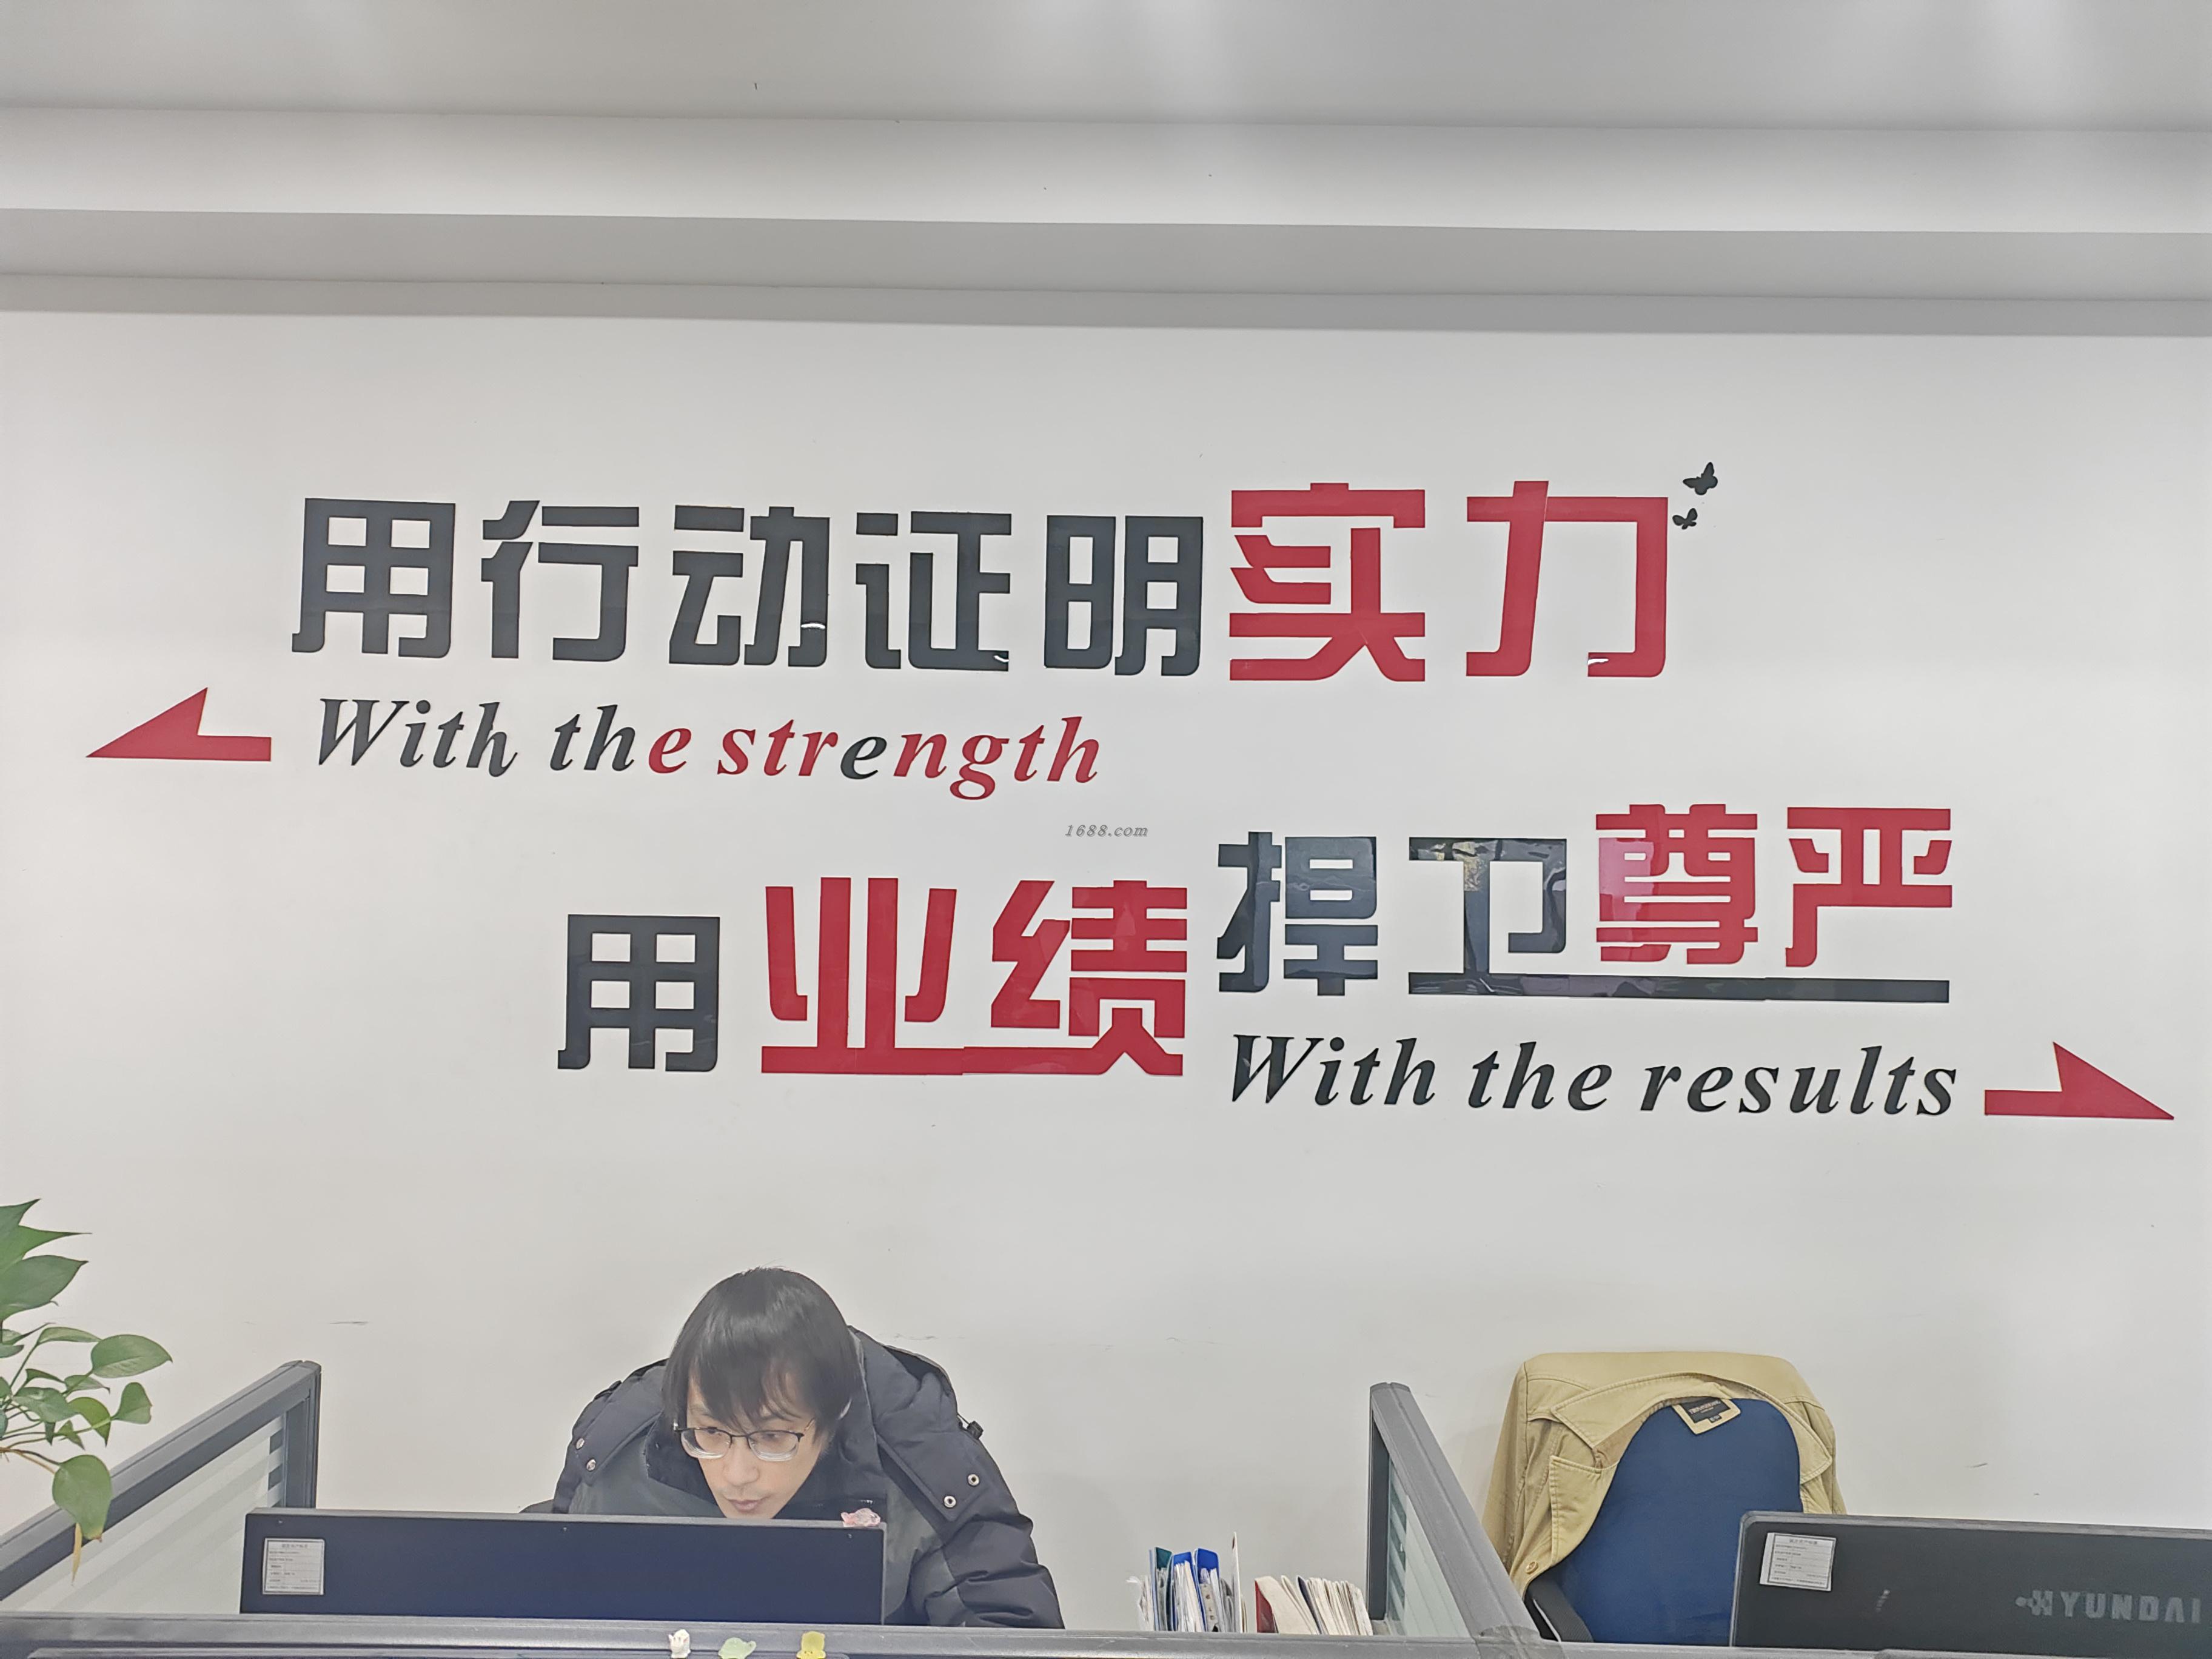 用行动证明实力
With the strength
1688.com
用业绩捍卫尊严
With the results
HYUNDAI